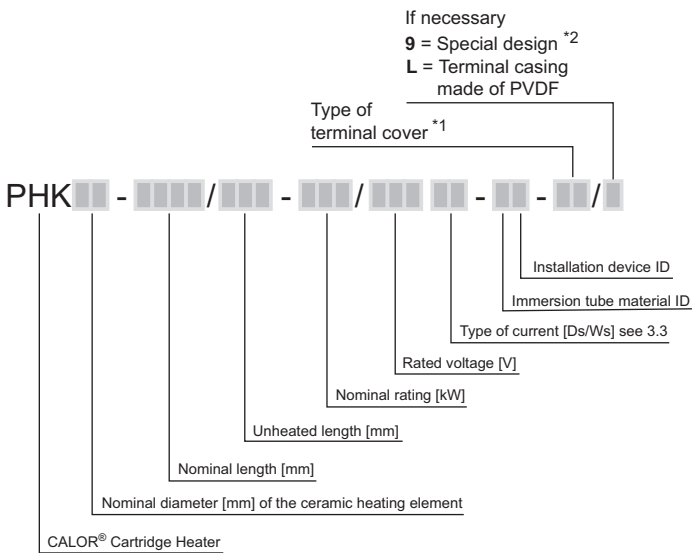 If necessary
9 = Special design *2
L = Terminal casing
made of PVDF
Type of
terminal cover *1
PHK - / - / - - /
Installation device ID
Immersion tube material ID
Type of current [Ds/Ws] see 3.3
Rated voltage [V]
Nominal rating [kW]
Unheated length [mm]
Nominal length [mm]
Nominal diameter [mm] of the ceramic heating element
CALOR® Cartridge Heater